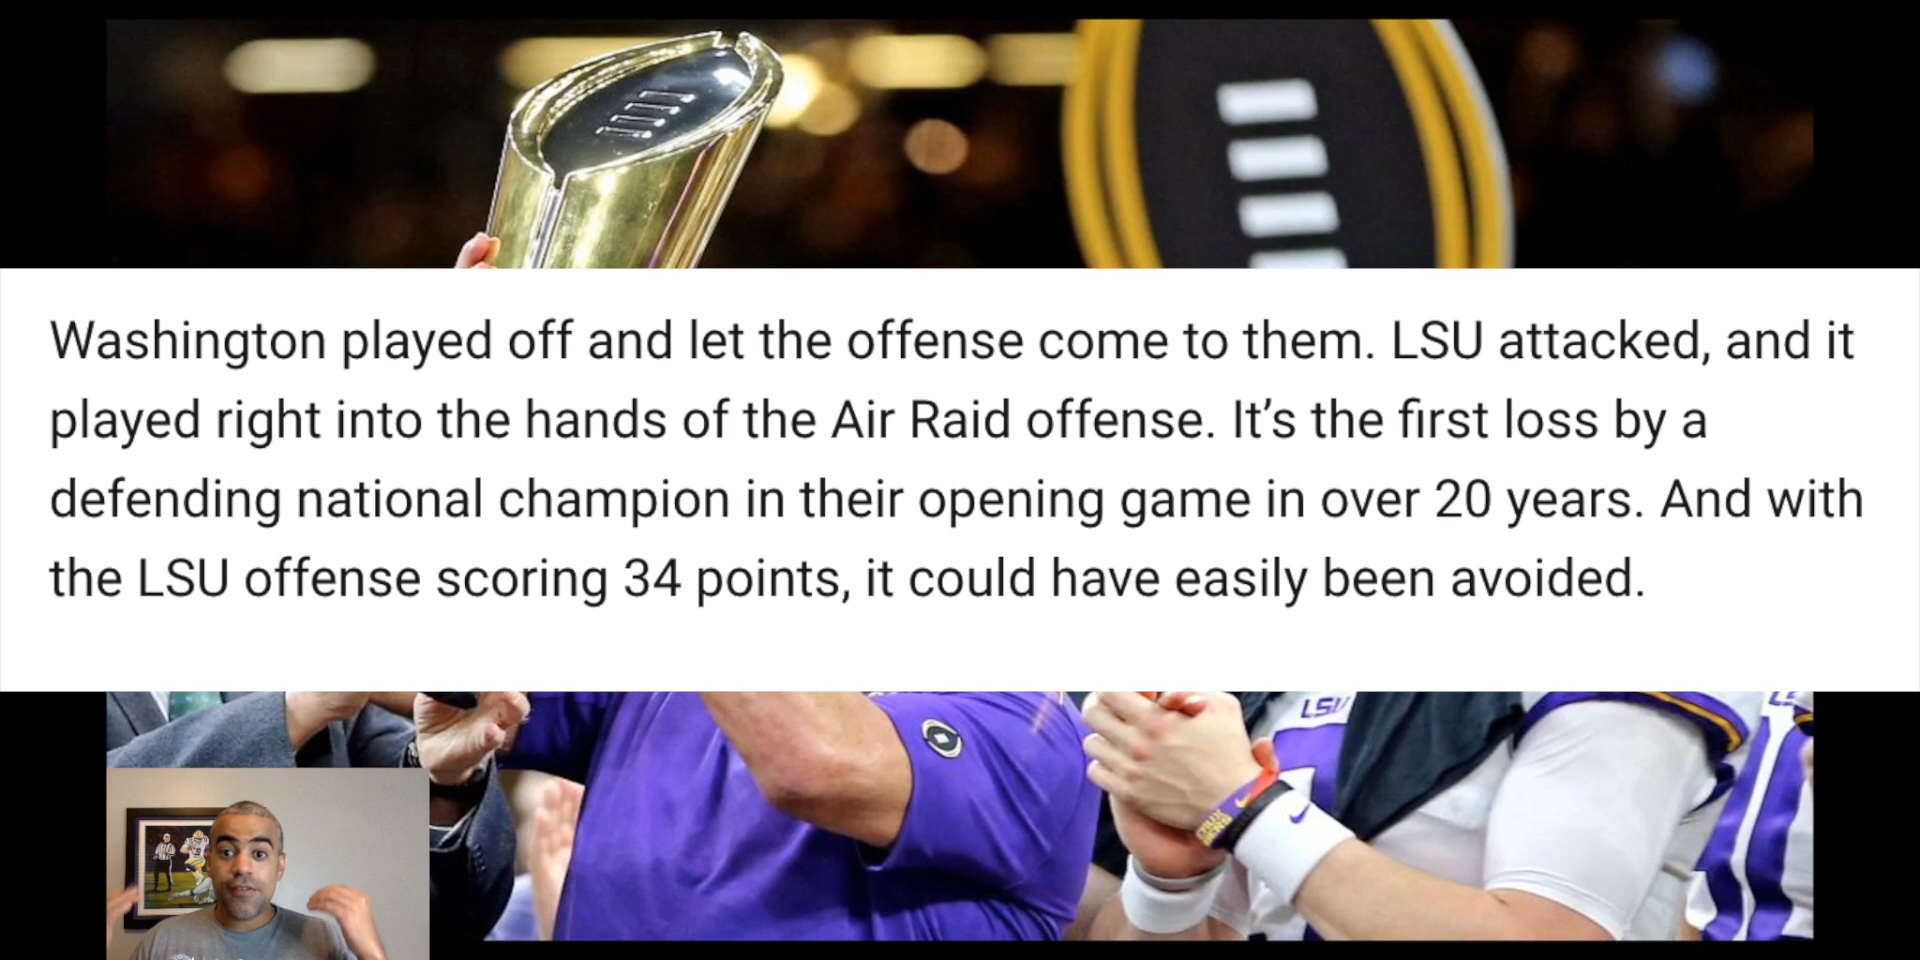 Washington played off and let the offense come to them. LSU attacked, and it
played right into the hands of the Air Raid offense. It’s the first loss by a
defending national champion in their opening game in over 20 years. And with
the LSU offense scoring 34 points, it could have easily been avoided.
LSU